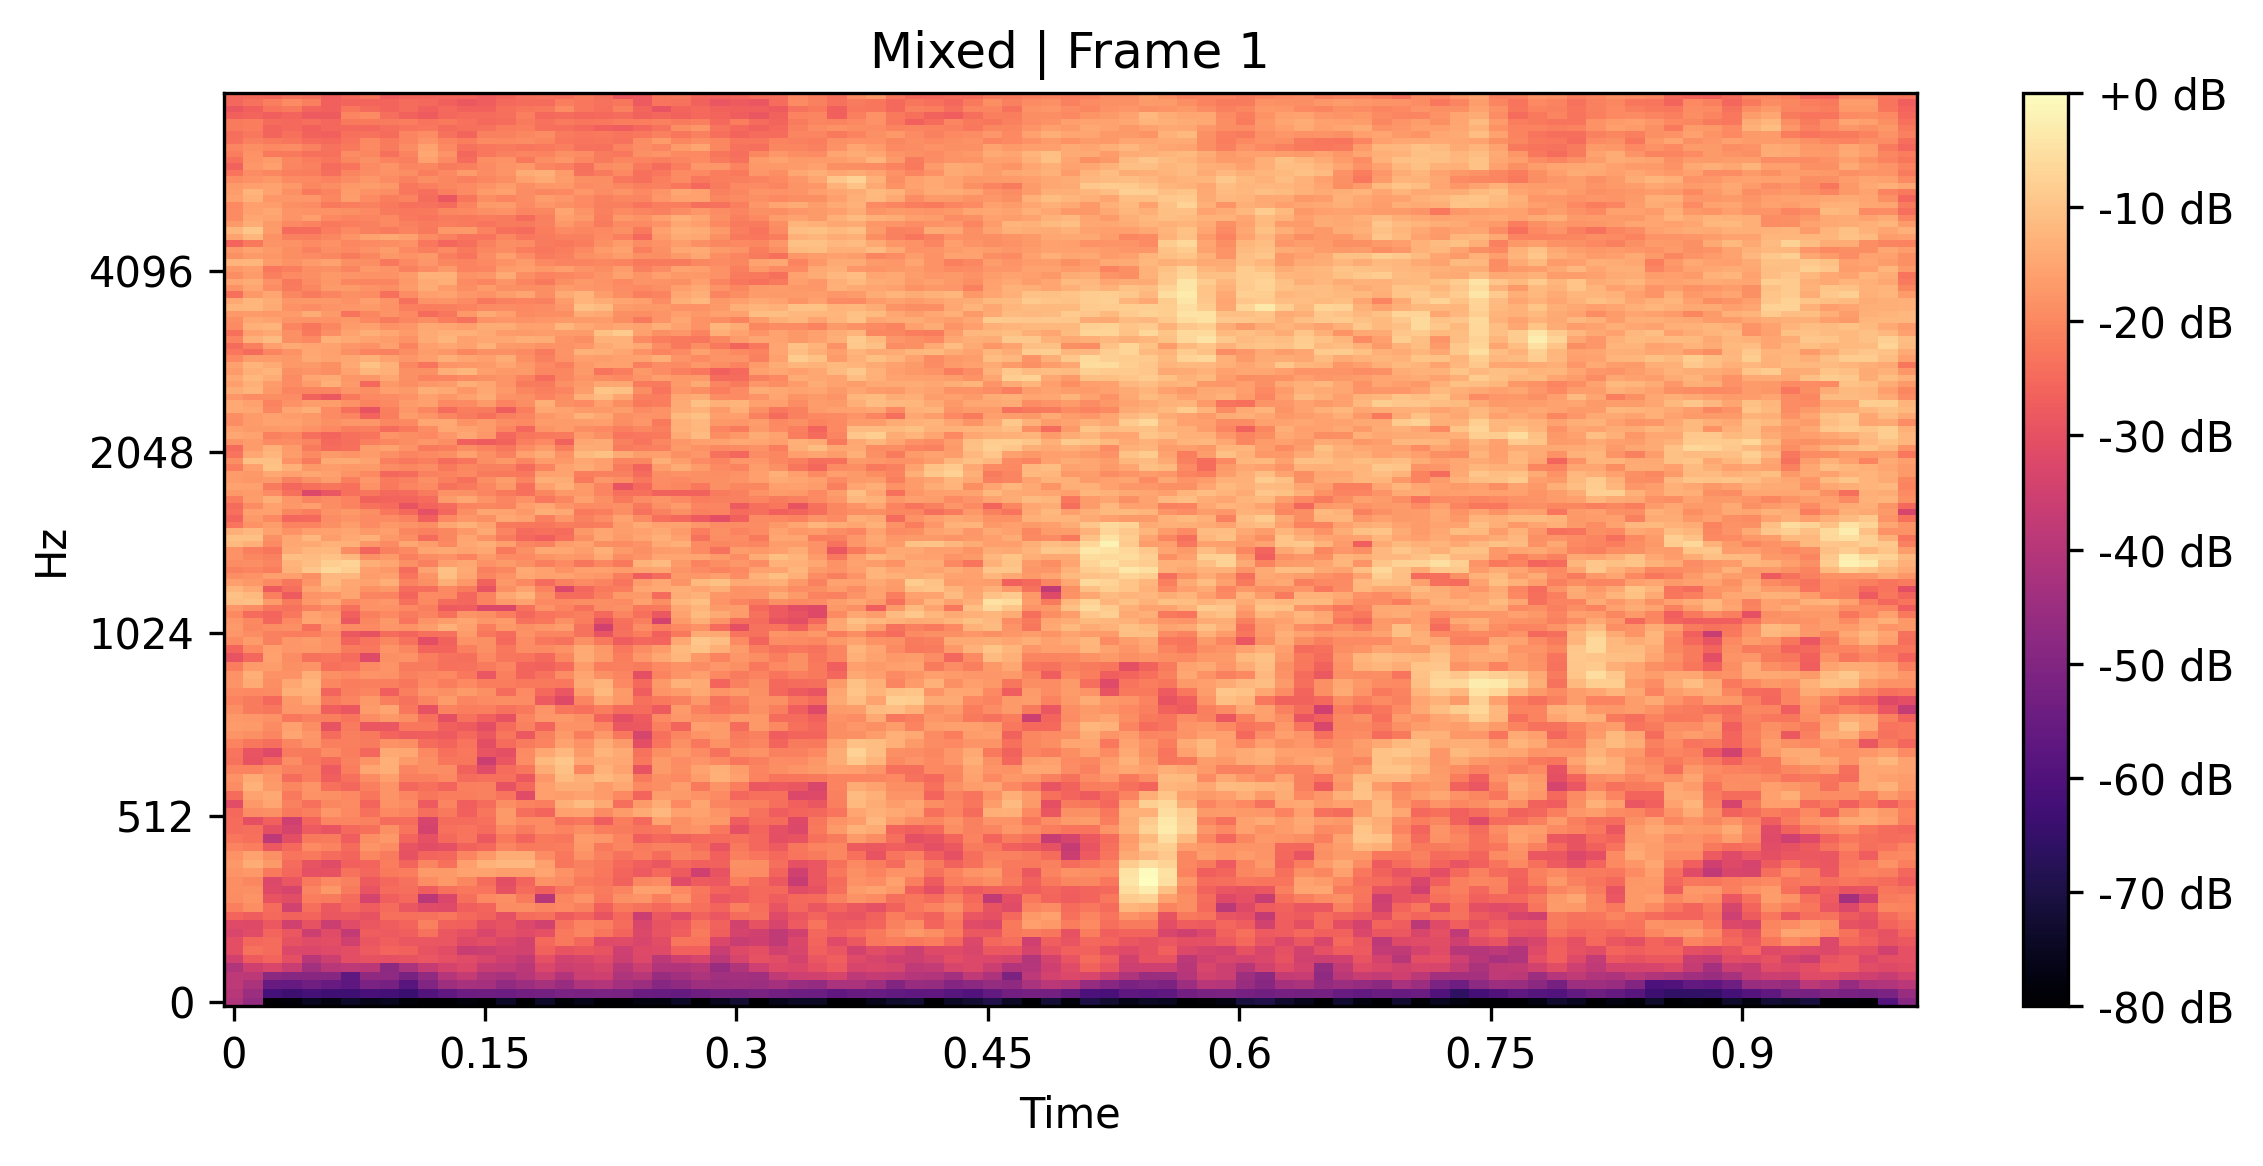 Mixed | Frame 1
Hz
4096
2048
1024
512
0
0 0.15 0.3 0.45 0.6 0.75 0.9
Time
+0 dB
-10 dB
-20 dB
-30 dB
-40 dB
-50 dB
-60 dB
-70 dB
-80 dB